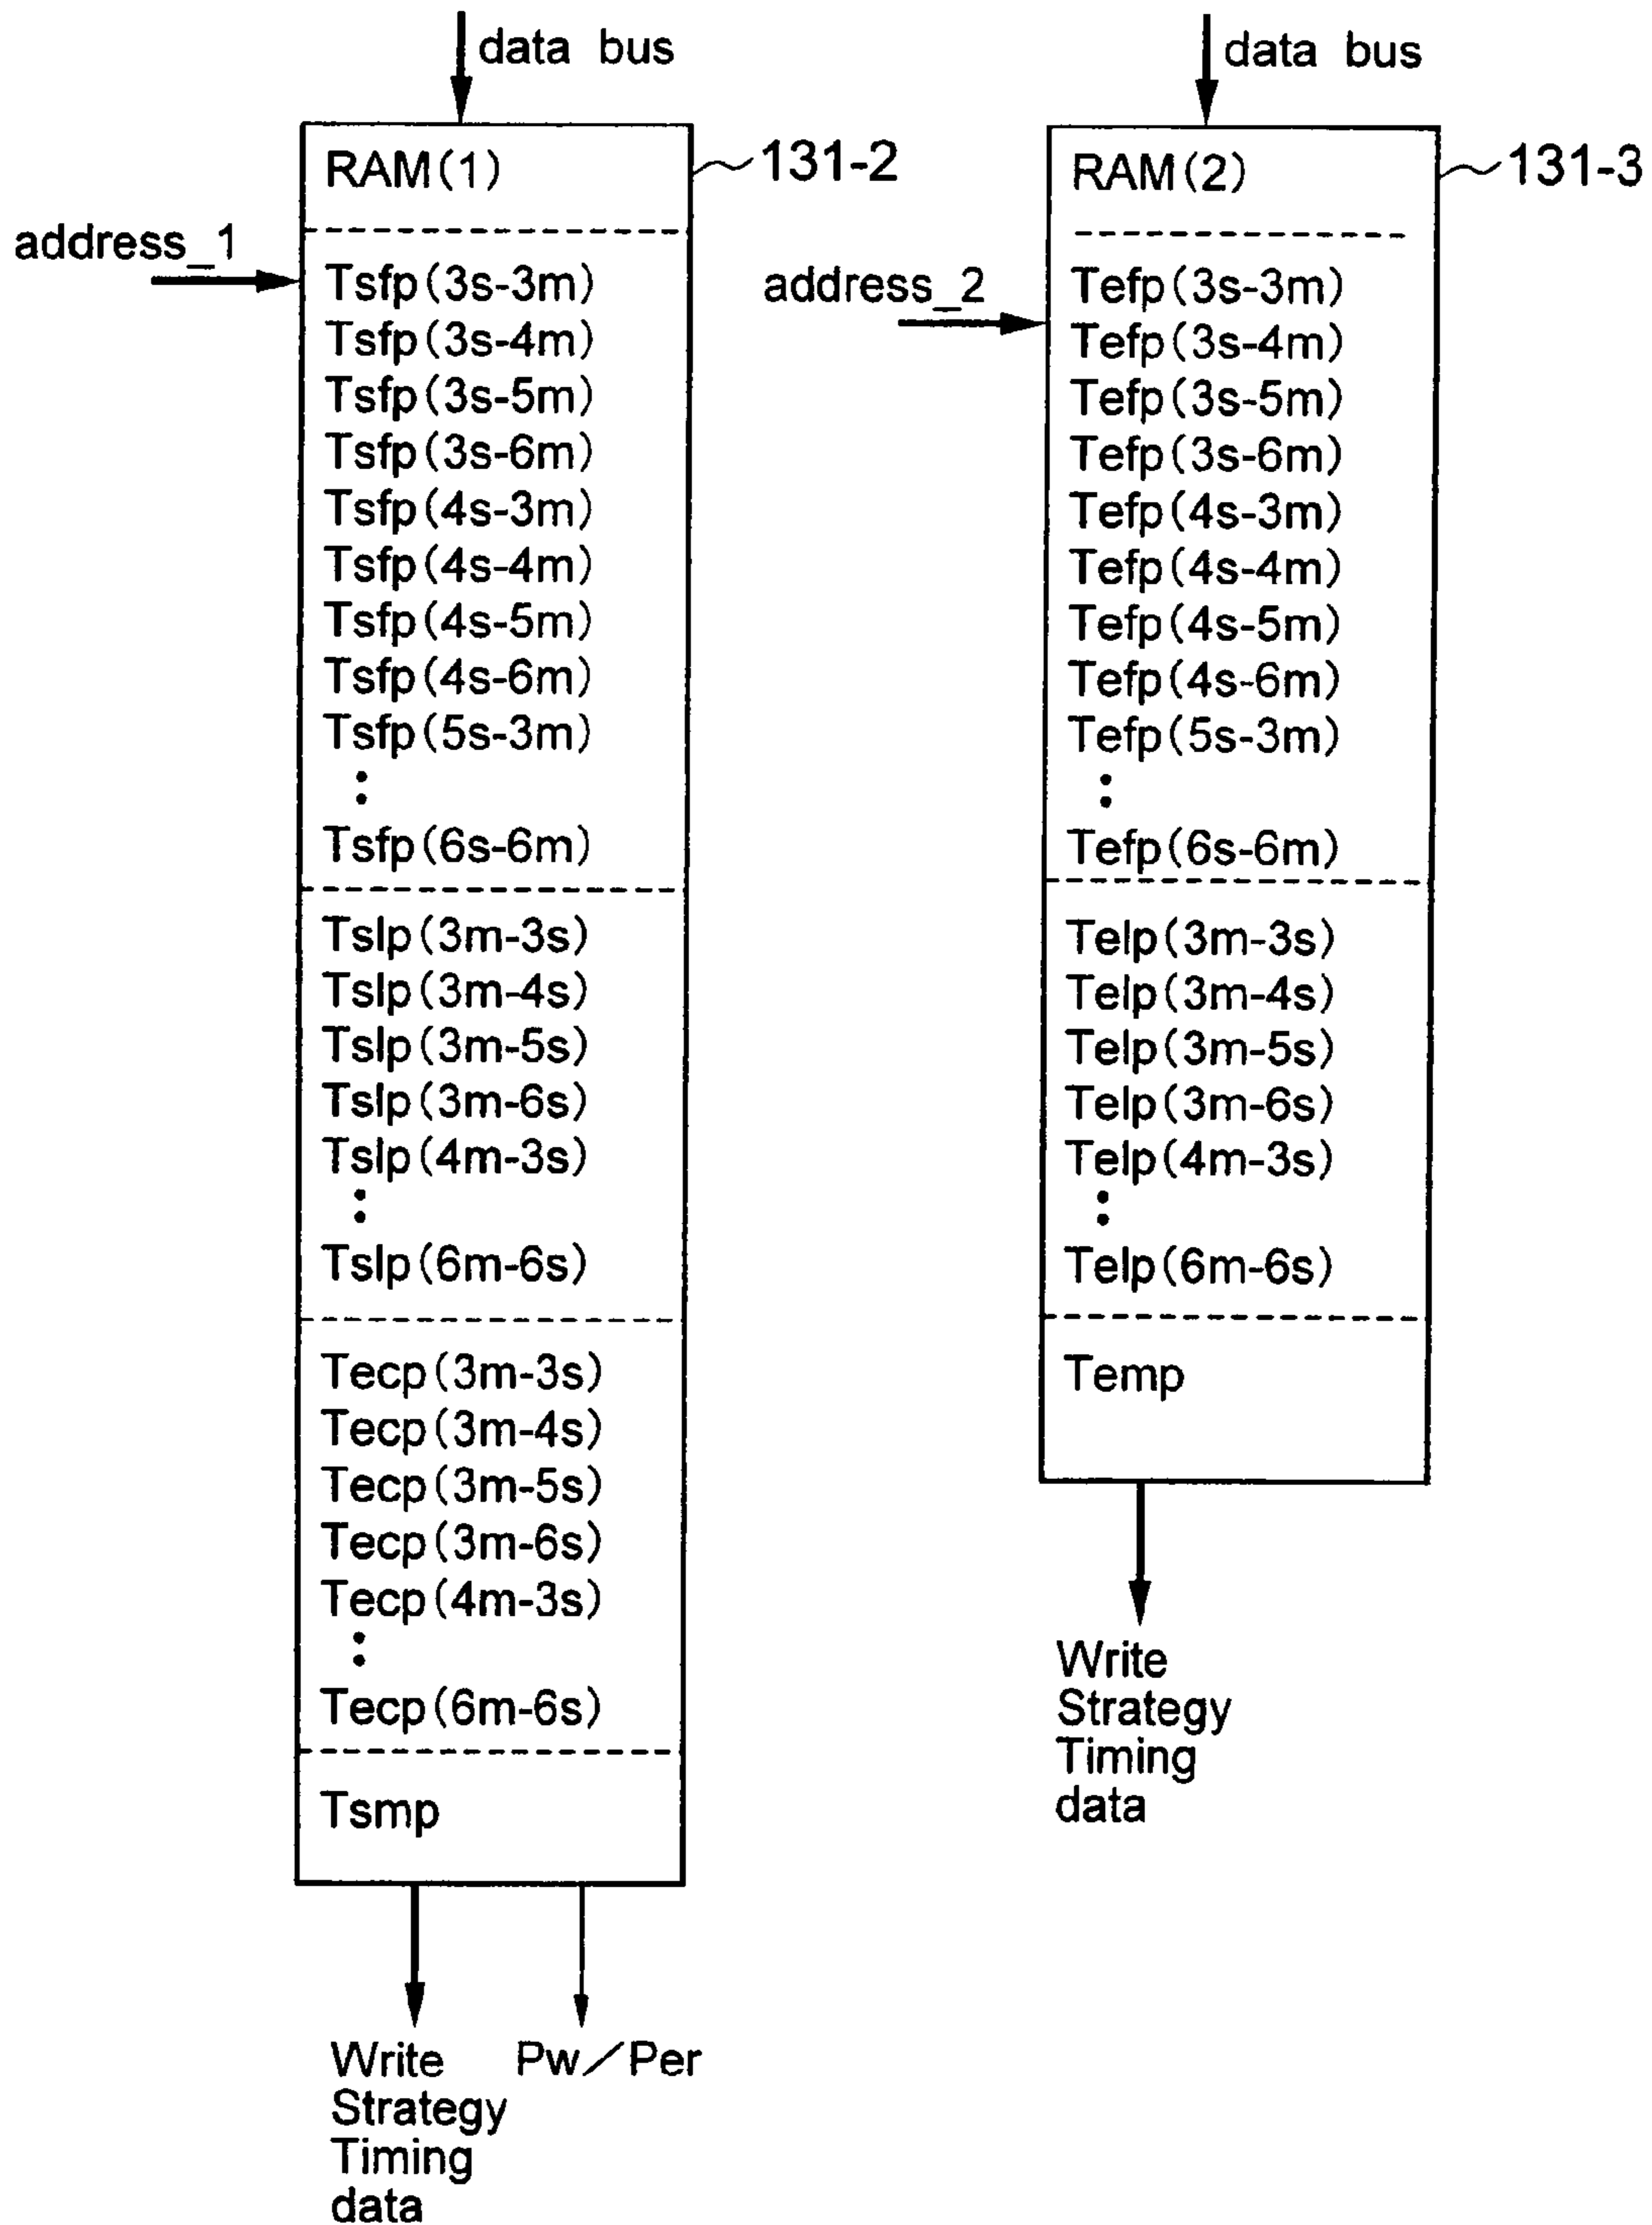 data bus
RAM(1)
131-2
address_1
Tsfp(3s-3m)
Tsfp(3s-4m)
Tsfp(3s-5m)
Tsfp(3s-6m)
Tsfp(4s-3m)
Tsfp(4s-4m)
Tsfp(4s-5m)
Tsfp(4s-6m)
Tsfp(5s-3m)
⋮
Tsfp(6s-6m)
Tslp(3m-3s)
Tslp(3m-4s)
Tslp(3m-5s)
Tslp(3m-6s)
Tslp(4m-3s)
⋮
Tslp(6m-6s)
Tecp(3m-3s)
Tecp(3m-4s)
Tecp(3m-5s)
Tecp(3m-6s)
Tecp(4m-3s)
⋮
Tecp(6m-6s)
Tsmp
Write
Strategy
Timing
data
Pw/Per
data bus
RAM(2)
131-3
address_2
Tefp(3s-3m)
Tefp(3s-4m)
Tefp(3s-5m)
Tefp(3s-6m)
Tefp(4s-3m)
Tefp(4s-4m)
Tefp(4s-5m)
Tefp(4s-6m)
Tefp(5s-3m)
⋮
Tefp(6s-6m)
Telp(3m-3s)
Telp(3m-4s)
Telp(3m-5s)
Telp(3m-6s)
Telp(4m-3s)
⋮
Telp(6m-6s)
Temp
Write
Strategy
Timing
data